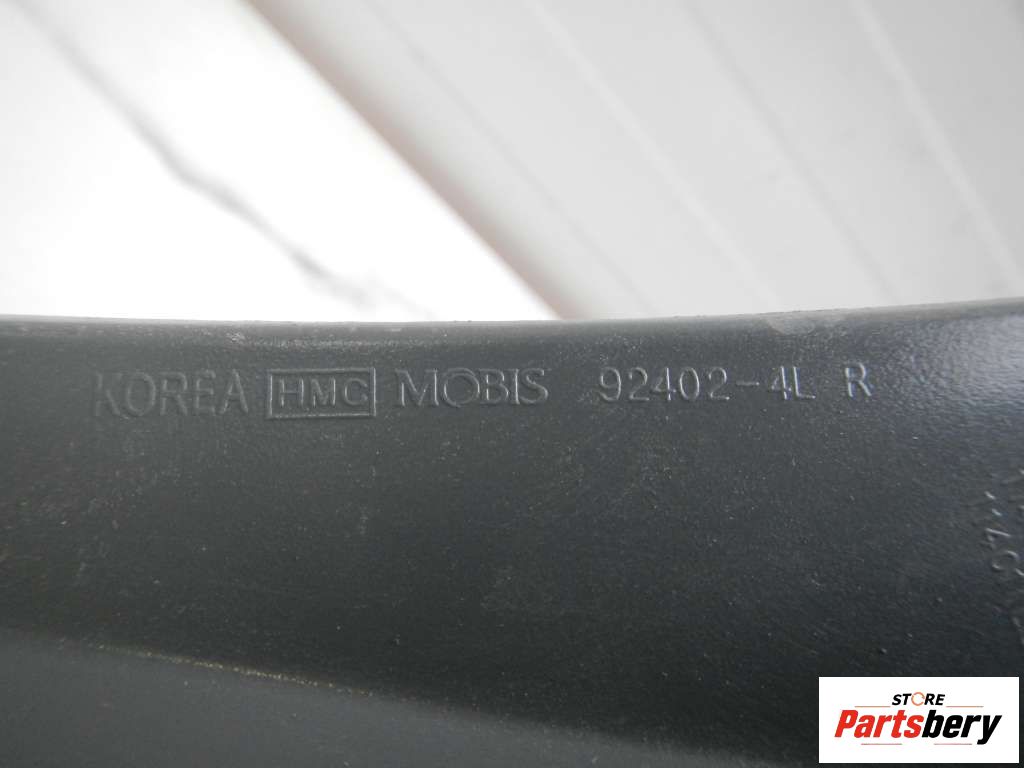 KOREA HMC MOBIS 92402-4L R
STORE
Partsbery